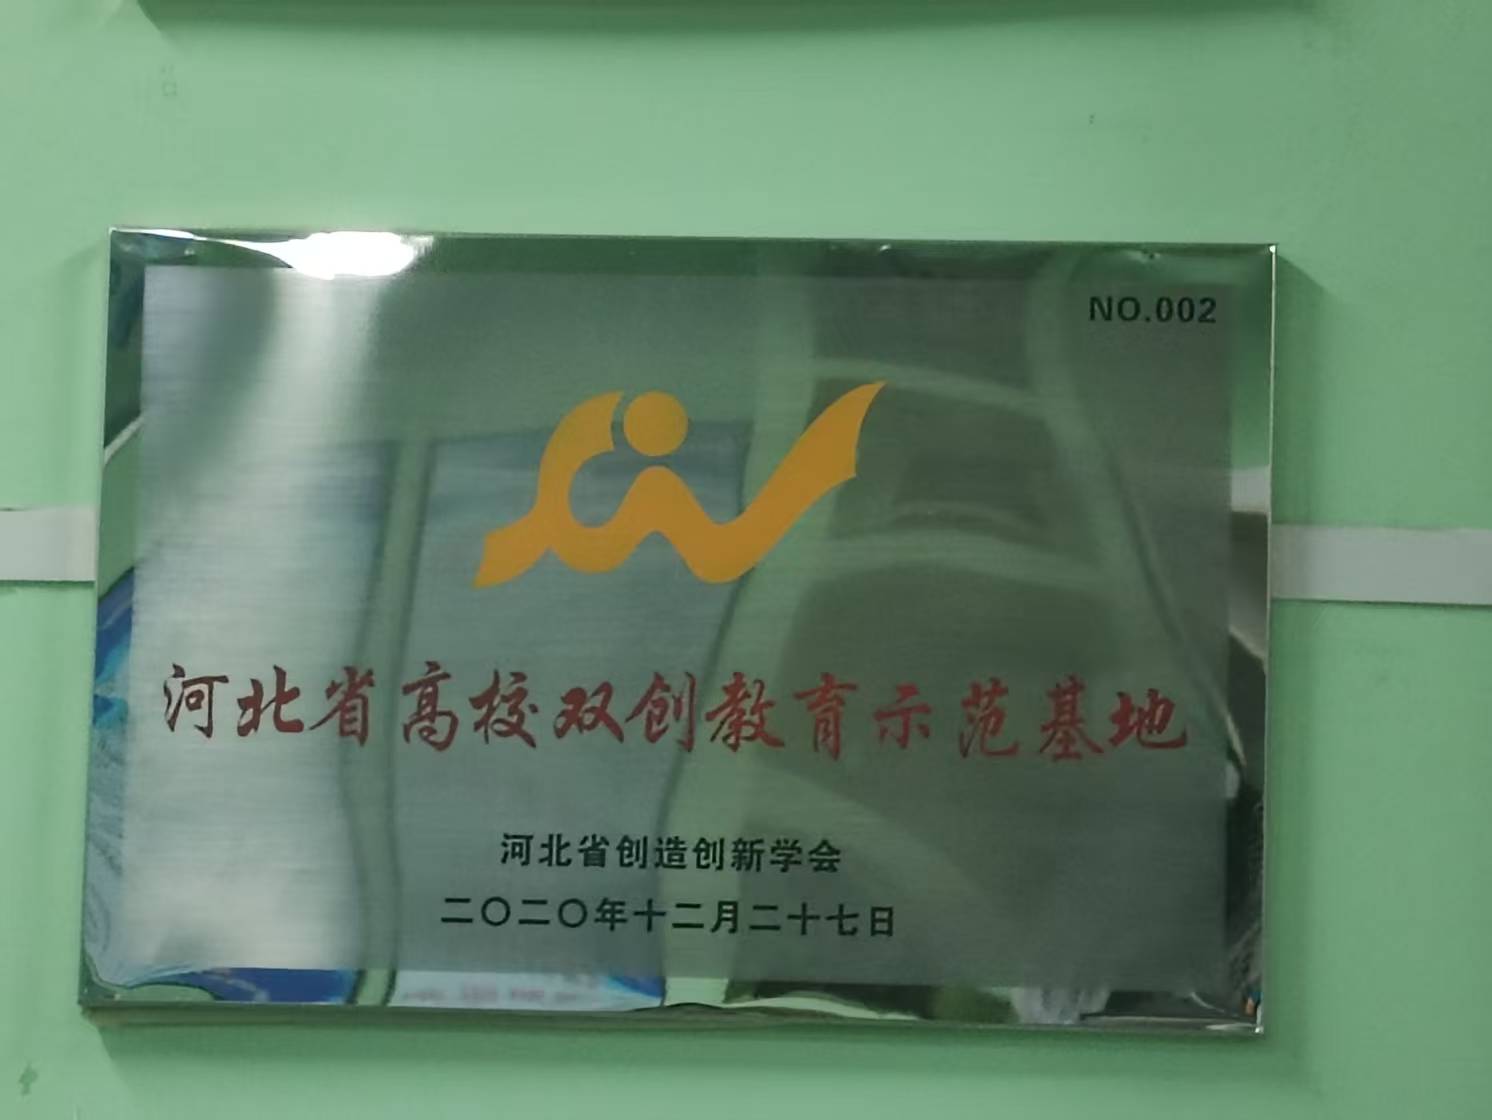 NO.002
河北省高校双创教育示范基地
河北省创造创新学会
二〇二〇年十二月二十七日